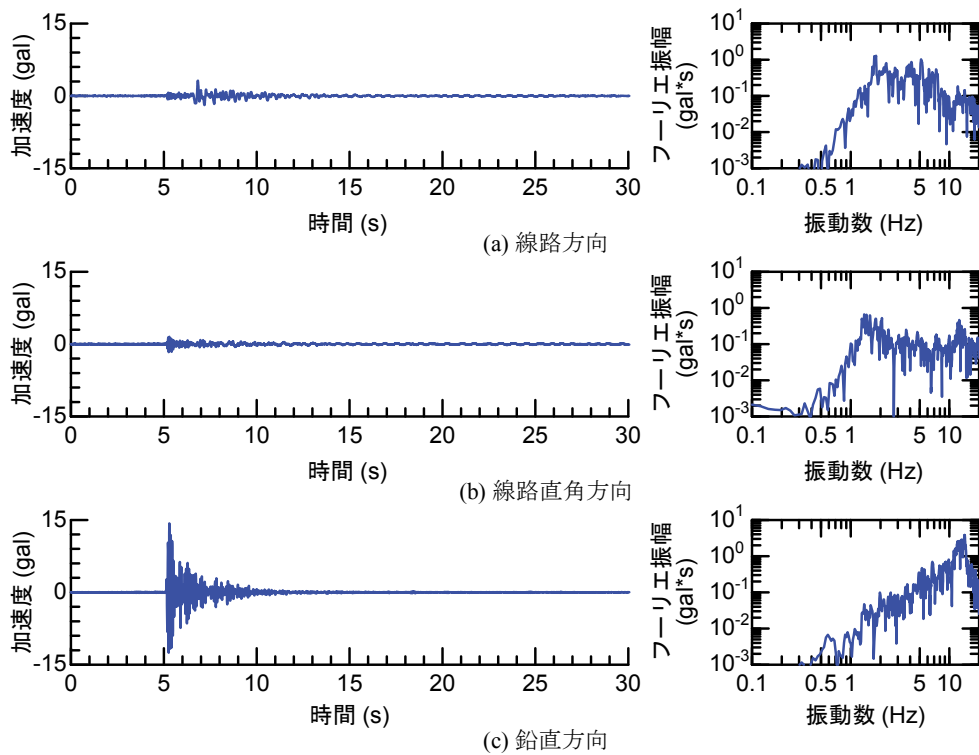 加速度 (gal)
15
0
-15
0 5 10 15 20 25 30
時間 (s)
フーリエ振幅
(gal*s)
10¹
10⁰
10⁻¹
10⁻²
10⁻³
0.1 0.5 1 5 10
振動数 (Hz)
(a) 線路方向
加速度 (gal)
15
0
-15
0 5 10 15 20 25 30
時間 (s)
フーリエ振幅
(gal*s)
10¹
10⁰
10⁻¹
10⁻²
10⁻³
0.1 0.5 1 5 10
振動数 (Hz)
(b) 線路直角方向
加速度 (gal)
15
0
-15
0 5 10 15 20 25 30
時間 (s)
フーリエ振幅
(gal*s)
10¹
10⁰
10⁻¹
10⁻²
10⁻³
0.1 0.5 1 5 10
振動数 (Hz)
(c) 鉛直方向